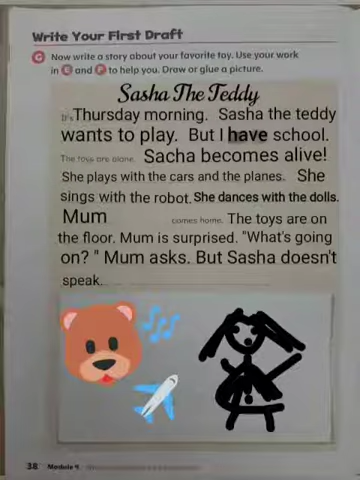 Write Your First Draft
G Now write a story about your favorite toy. Use your work
in E and F to help you. Draw or glue a picture.
Sasha The Teddy
It's Thursday morning. Sasha the teddy
wants to play. But I have school.
The toys are alone. Sacha becomes alive!
She plays with the cars and the planes. She
sings with the robot. She dances with the dolls.
Mum comes home. The toys are on
the floor. Mum is surprised. "What's going
on? " Mum asks. But Sasha doesn't
speak.
38 Module 4